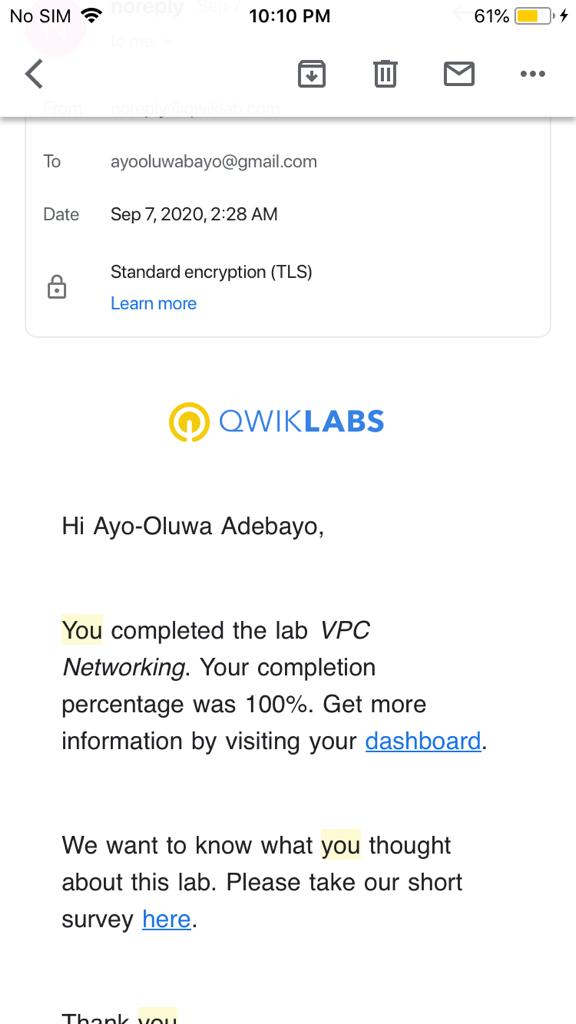 No SIM 10:10 PM 61%
noreply Sep 7
to me
From noreply@qwiklab.com
To ayooluwabayo@gmail.com
Date Sep 7, 2020, 2:28 AM
Standard encryption (TLS)
Learn more
QWIKLABS
Hi Ayo-Oluwa Adebayo,
You completed the lab VPC
Networking. Your completion
percentage was 100%. Get more
information by visiting your dashboard.
We want to know what you thought
about this lab. Please take our short
survey here.
Thank you